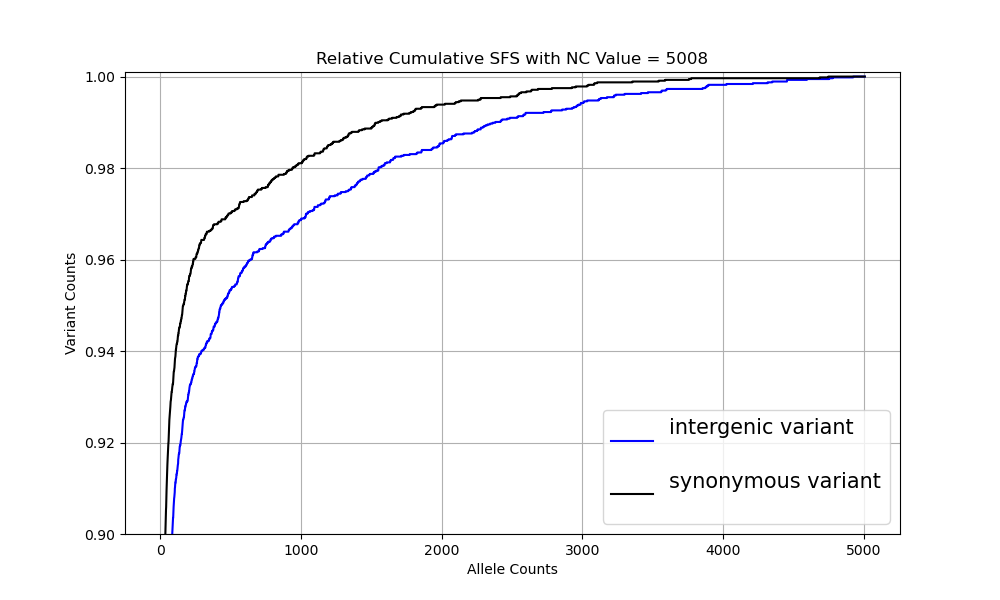 Relative Cumulative SFS with NC Value = 5008
1.00
0.98
0.96
0.94
0.92
0.90
Variant Counts
intergenic variant
synonymous variant
0 1000 2000 3000 4000 5000
Allele Counts